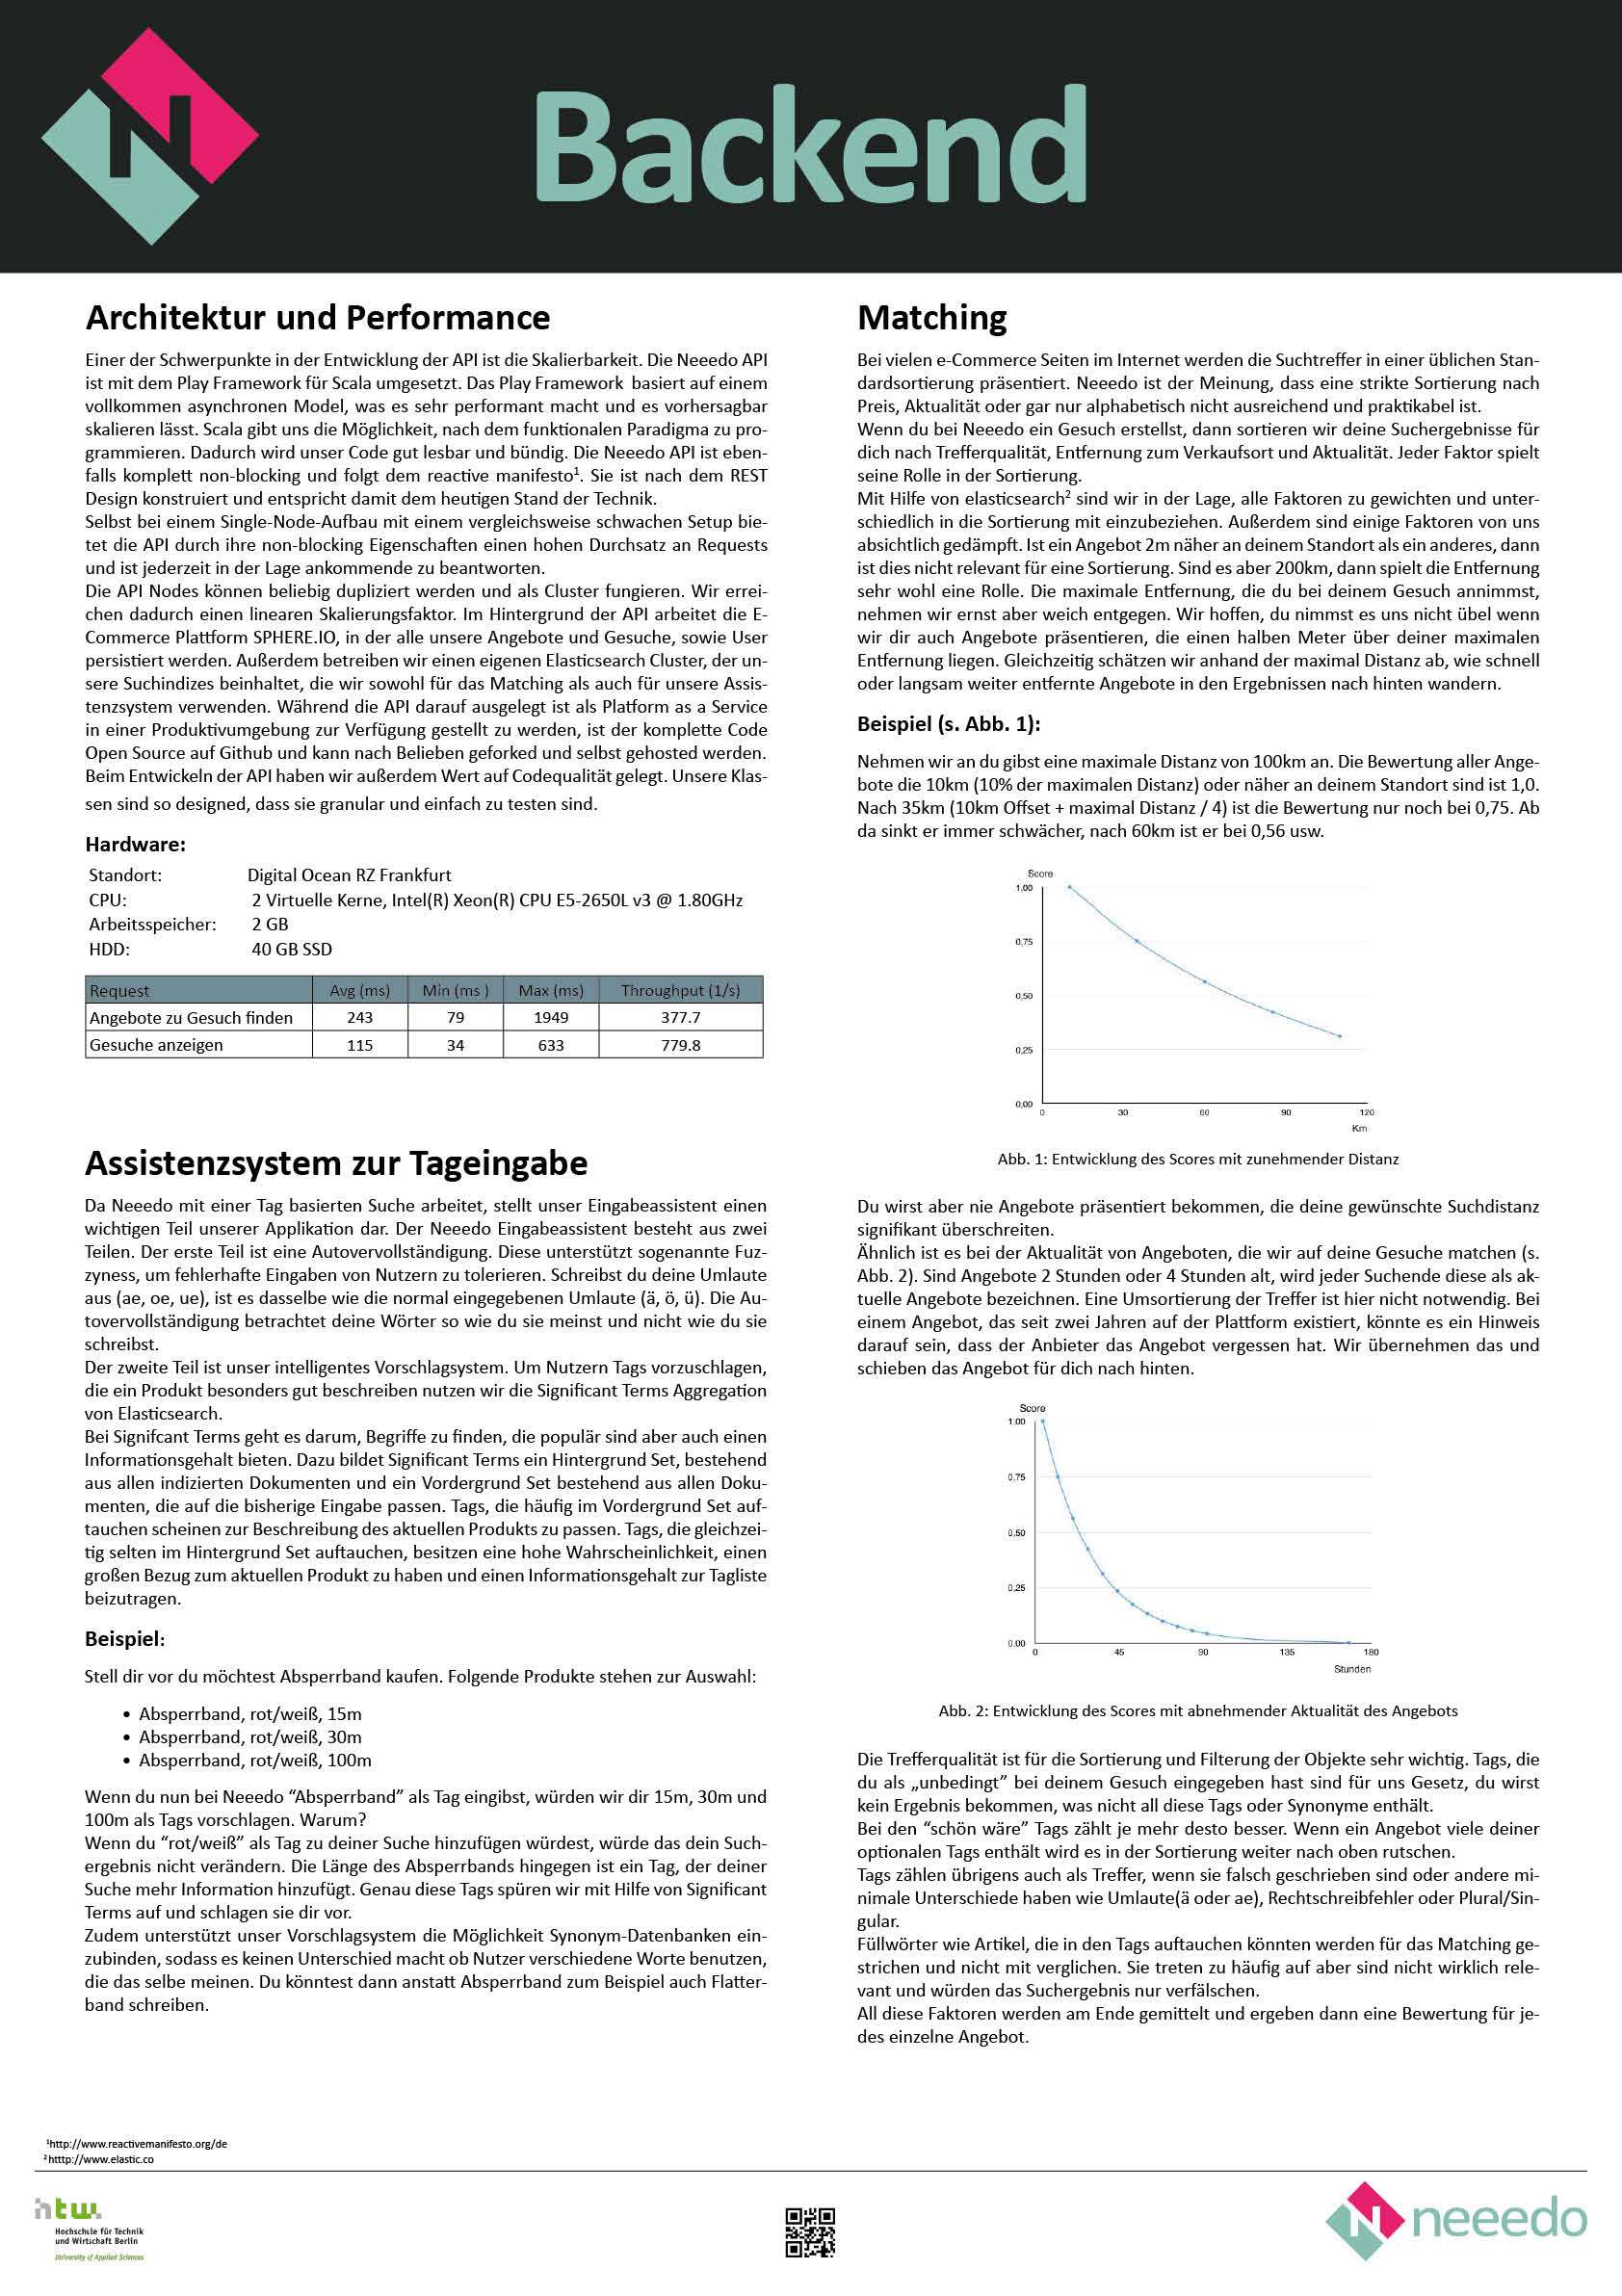 N
Backend
Architektur und Performance
Einer der Schwerpunkte in der Entwicklung der API ist die Skalierbarkeit. Die Neeedo API
ist mit dem Play Framework für Scala umgesetzt. Das Play Framework basiert auf einem
vollkommen asynchronen Model, was es sehr performant macht und es vorhersagbar
skalieren lässt. Scala gibt uns die Möglichkeit, nach dem funktionalen Paradigma zu pro-
grammieren. Dadurch wird unser Code gut lesbar und bündig. Die Neeedo API ist eben-
falls komplett non-blocking und folgt dem reactive manifesto¹. Sie ist nach dem REST
Design konstruiert und entspricht damit dem heutigen Stand der Technik.
Selbst bei einem Single-Node-Aufbau mit einem vergleichsweise schwachen Setup bie-
tet die API durch ihre non-blocking Eigenschaften einen hohen Durchsatz an Requests
und ist jederzeit in der Lage ankommende zu beantworten.
Die API Nodes können beliebig dupliziert werden und als Cluster fungieren. Wir errei-
chen dadurch einen linearen Skalierungsfaktor. Im Hintergrund der API arbeitet die E-
Commerce Plattform SPHERE.IO, in der alle unsere Angebote und Gesuche, sowie User
persistiert werden. Außerdem betreiben wir einen eigenen Elasticsearch Cluster, der un-
sere Suchindizes beinhaltet, die wir sowohl für das Matching als auch für unsere Assis-
tenzsystem verwenden. Während die API darauf ausgelegt ist als Platform as a Service
in einer Produktivumgebung zur Verfügung gestellt zu werden, ist der komplette Code
Open Source auf Github und kann nach Belieben geforked und selbst gehosted werden.
Beim Entwickeln der API haben wir außerdem Wert auf Codequalität gelegt. Unsere Klas-
sen sind so designed, dass sie granular und einfach zu testen sind.
Hardware:
Standort: Digital Ocean RZ Frankfurt
CPU: 2 Virtuelle Kerne, Intel(R) Xeon(R) CPU E5-2650L v3 @ 1.80GHz
Arbeitsspeicher: 2 GB
HDD: 40 GB SSD
Request Avg (ms) Min (ms ) Max (ms) Throughput (1/s)
Angebote zu Gesuch finden 243 79 1949 377.7
Gesuche anzeigen 115 34 633 779.8
Assistenzsystem zur Tageingabe
Da Neeedo mit einer Tag basierten Suche arbeitet, stellt unser Eingabeassistent einen
wichtigen Teil unserer Applikation dar. Der Neeedo Eingabeassistent besteht aus zwei
Teilen. Der erste Teil ist eine Autovervollständigung. Diese unterstützt sogenannte Fuz-
zyness, um fehlerhafte Eingaben von Nutzern zu tolerieren. Schreibst du deine Umlaute
aus (ae, oe, ue), ist es dasselbe wie die normal eingegebenen Umlaute (ä, ö, ü). Die Au-
tovervollständigung betrachtet deine Wörter so wie du sie meinst und nicht wie du sie
schreibst.
Der zweite Teil ist unser intelligentes Vorschlagsystem. Um Nutzern Tags vorzuschlagen,
die ein Produkt besonders gut beschreiben nutzen wir die Significant Terms Aggregation
von Elasticsearch.
Bei Signifcant Terms geht es darum, Begriffe zu finden, die populär sind aber auch einen
Informationsgehalt bieten. Dazu bildet Significant Terms ein Hintergrund Set, bestehend
aus allen indizierten Dokumenten und ein Vordergrund Set bestehend aus allen Doku-
menten, die auf die bisherige Eingabe passen. Tags, die häufig im Vordergrund Set auf-
tauchen scheinen zur Beschreibung des aktuellen Produkts zu passen. Tags, die gleichzei-
tig selten im Hintergrund Set auftauchen, besitzen eine hohe Wahrscheinlichkeit, einen
großen Bezug zum aktuellen Produkt zu haben und einen Informationsgehalt zur Tagliste
beizutragen.
Beispiel:
Stell dir vor du möchtest Absperrband kaufen. Folgende Produkte stehen zur Auswahl:
• Absperrband, rot/weiß, 15m
• Absperrband, rot/weiß, 30m
• Absperrband, rot/weiß, 100m
Wenn du nun bei Neeedo “Absperrband” als Tag eingibst, würden wir dir 15m, 30m und
100m als Tags vorschlagen. Warum?
Wenn du “rot/weiß” als Tag zu deiner Suche hinzufügen würdest, würde das dein Such-
ergebnis nicht verändern. Die Länge des Absperrbands hingegen ist ein Tag, der deiner
Suche mehr Information hinzufügt. Genau diese Tags spüren wir mit Hilfe von Significant
Terms auf und schlagen sie dir vor.
Zudem unterstützt unser Vorschlagsystem die Möglichkeit Synonym-Datenbanken ein-
zubinden, sodass es keinen Unterschied macht ob Nutzer verschiedene Worte benutzen,
die das selbe meinen. Du könntest dann anstatt Absperrband zum Beispiel auch Flatter-
band schreiben.
Matching
Bei vielen e-Commerce Seiten im Internet werden die Suchtreffer in einer üblichen Stan-
dardsortierung präsentiert. Neeedo ist der Meinung, dass eine strikte Sortierung nach
Preis, Aktualität oder gar nur alphabetisch nicht ausreichend und praktikabel ist.
Wenn du bei Neeedo ein Gesuch erstellst, dann sortieren wir deine Suchergebnisse für
dich nach Trefferqualität, Entfernung zum Verkaufsort und Aktualität. Jeder Faktor spielt
seine Rolle in der Sortierung.
Mit Hilfe von elasticsearch² sind wir in der Lage, alle Faktoren zu gewichten und unter-
schiedlich in die Sortierung mit einzubeziehen. Außerdem sind einige Faktoren von uns
absichtlich gedämpft. Ist ein Angebot 2m näher an deinem Standort als ein anderes, dann
ist dies nicht relevant für eine Sortierung. Sind es aber 200km, dann spielt die Entfernung
sehr wohl eine Rolle. Die maximale Entfernung, die du bei deinem Gesuch annimmst,
nehmen wir ernst aber weich entgegen. Wir hoffen, du nimmst es uns nicht übel wenn
wir dir auch Angebote präsentieren, die einen halben Meter über deiner maximalen
Entfernung liegen. Gleichzeitig schätzen wir anhand der maximal Distanz ab, wie schnell
oder langsam weiter entfernte Angebote in den Ergebnissen nach hinten wandern.
Beispiel (s. Abb. 1):
Nehmen wir an du gibst eine maximale Distanz von 100km an. Die Bewertung aller Ange-
bote die 10km (10% der maximalen Distanz) oder näher an deinem Standort sind ist 1,0.
Nach 35km (10km Offset + maximal Distanz / 4) ist die Bewertung nur noch bei 0,75. Ab
da sinkt er immer schwächer, nach 60km ist er bei 0,56 usw.
Score
1,00
0,75
0,50
0,25
0,00
0 30 60 90 120
Km
Abb. 1: Entwicklung des Scores mit zunehmender Distanz
Du wirst aber nie Angebote präsentiert bekommen, die deine gewünschte Suchdistanz
signifikant überschreiten.
Ähnlich ist es bei der Aktualität von Angeboten, die wir auf deine Gesuche matchen (s.
Abb. 2). Sind Angebote 2 Stunden oder 4 Stunden alt, wird jeder Suchende diese als ak-
tuelle Angebote bezeichnen. Eine Umsortierung der Treffer ist hier nicht notwendig. Bei
einem Angebot, das seit zwei Jahren auf der Plattform existiert, könnte es ein Hinweis
darauf sein, dass der Anbieter das Angebot vergessen hat. Wir übernehmen das und
schieben das Angebot für dich nach hinten.
Score
1.00
0.75
0.50
0.25
0.00
0 45 90 135 180
Stunden
Abb. 2: Entwicklung des Scores mit abnehmender Aktualität des Angebots
Die Trefferqualität ist für die Sortierung und Filterung der Objekte sehr wichtig. Tags, die
du als „unbedingt” bei deinem Gesuch eingegeben hast sind für uns Gesetz, du wirst
kein Ergebnis bekommen, was nicht all diese Tags oder Synonyme enthält.
Bei den “schön wäre” Tags zählt je mehr desto besser. Wenn ein Angebot viele deiner
optionalen Tags enthält wird es in der Sortierung weiter nach oben rutschen.
Tags zählen übrigens auch als Treffer, wenn sie falsch geschrieben sind oder andere mi-
nimale Unterschiede haben wie Umlaute(ä oder ae), Rechtschreibfehler oder Plural/Sin-
gular.
Füllwörter wie Artikel, die in den Tags auftauchen könnten werden für das Matching ge-
strichen und nicht mit verglichen. Sie treten zu häufig auf aber sind nicht wirklich rele-
vant und würden das Suchergebnis nur verfälschen.
All diese Faktoren werden am Ende gemittelt und ergeben dann eine Bewertung für je-
des einzelne Angebot.
¹http://www.reactivemanifesto.org/de
²htttp://www.elastic.co
htw.
Hochschule für Technik
und Wirtschaft Berlin
University of Applied Sciences
N neeedo